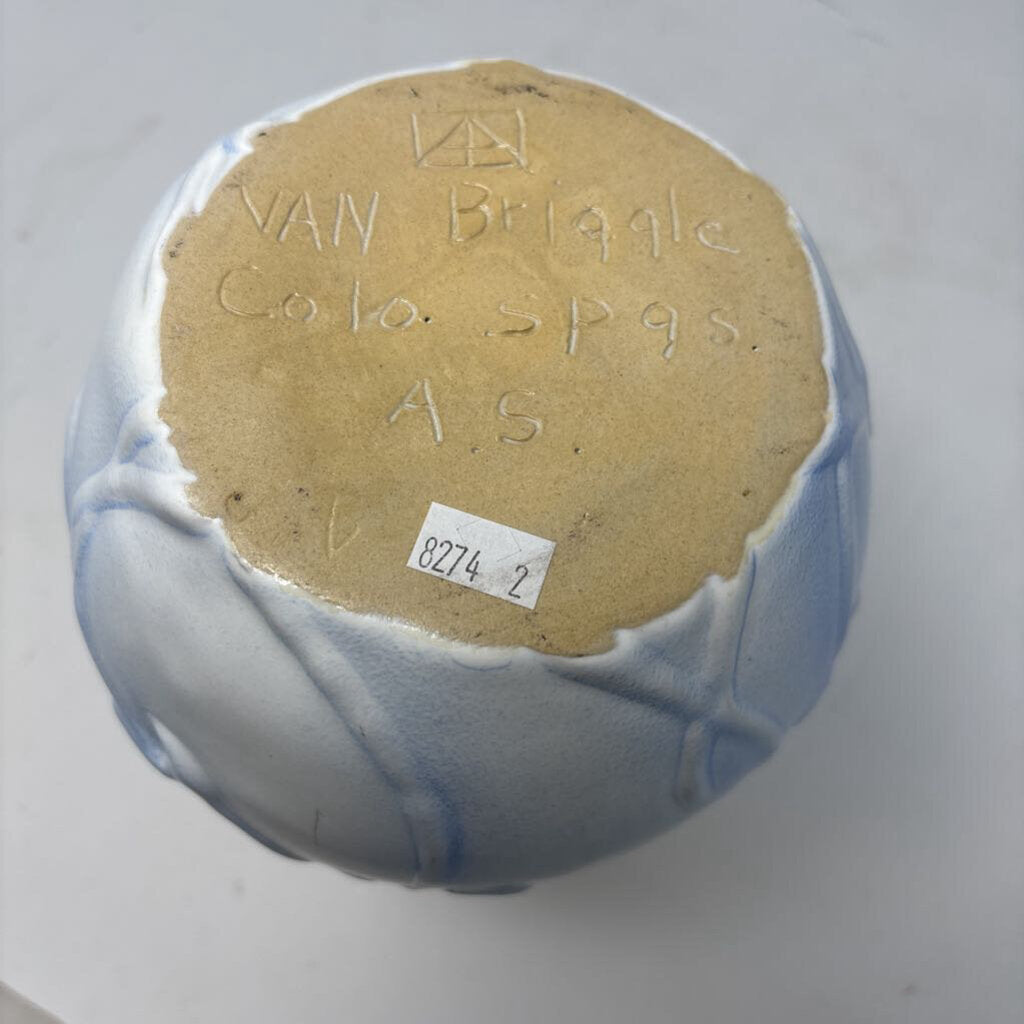 VAN Briggle
Colo. spgs
A S
V
8274 2